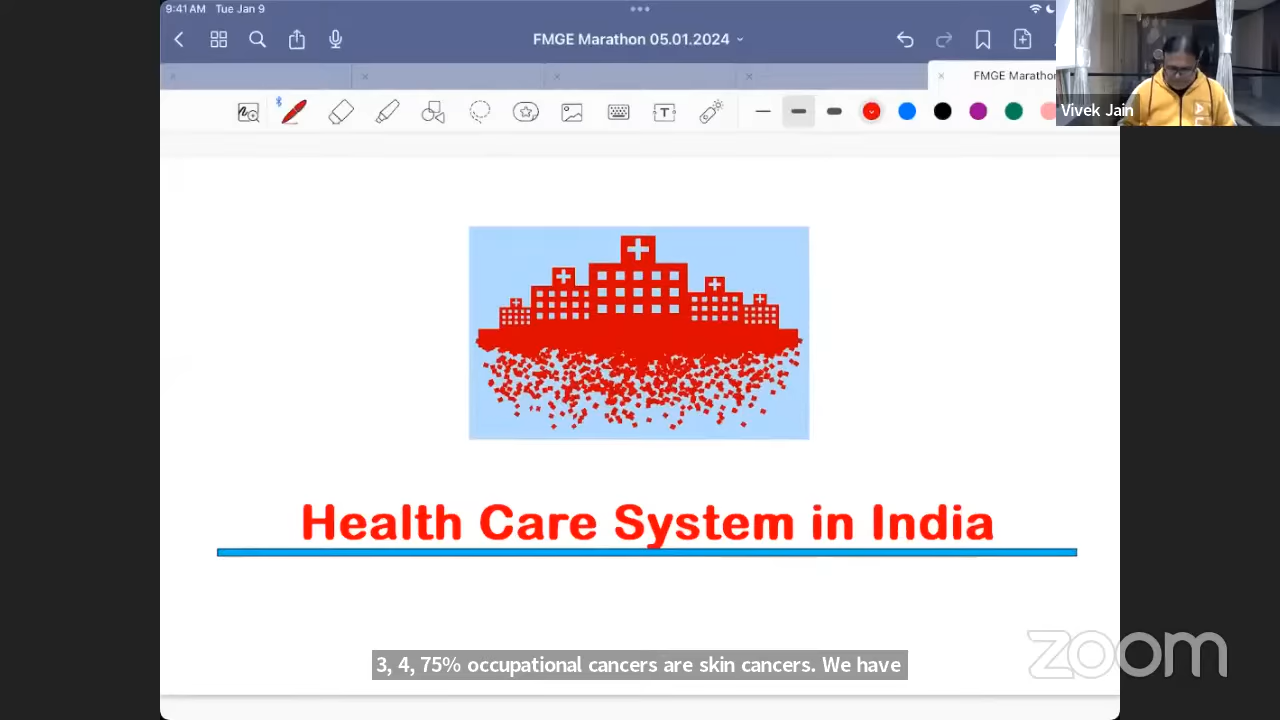 9:41 AM Tue Jan 9
FMGE Marathon 05.01.2024
FMGE Marathon
T
Vivek Jain
Health Care System in India
3, 4, 75% occupational cancers are skin cancers. We have
zoom